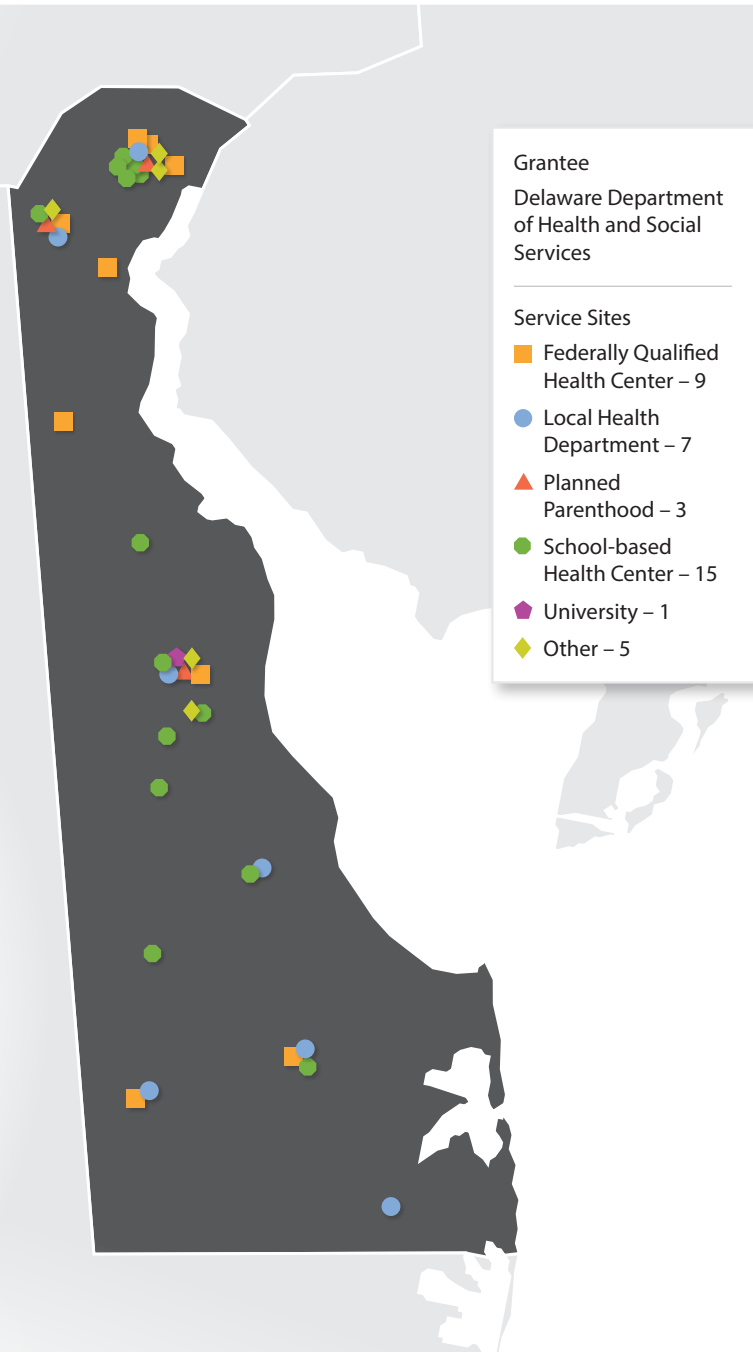 Grantee
Delaware Department
of Health and Social
Services
Service Sites
Federally Qualified
Health Center – 9
Local Health
Department – 7
Planned
Parenthood – 3
School-based
Health Center – 15
University – 1
Other – 5